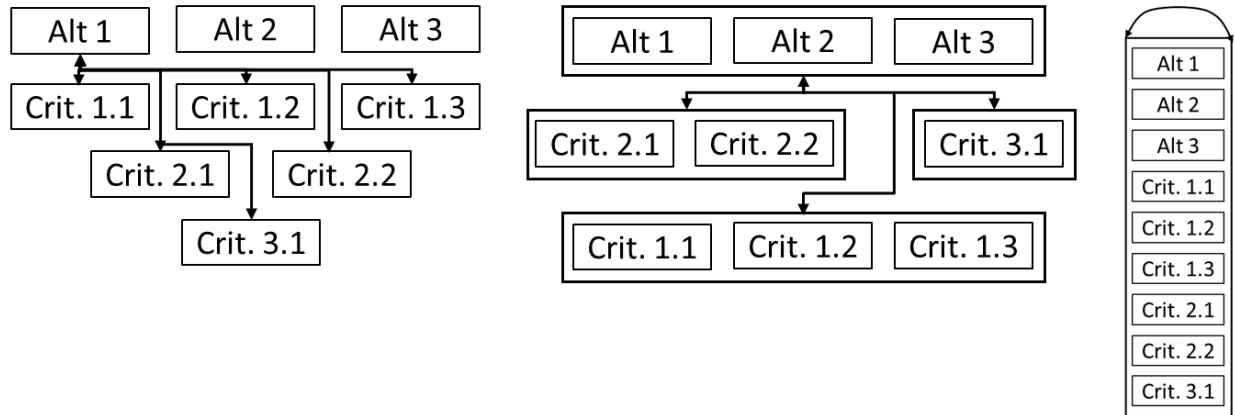 Alt 1 Alt 2 Alt 3
Crit. 1.1 Crit. 1.2 Crit. 1.3
Crit. 2.1 Crit. 2.2
Crit. 3.1
Alt 1 Alt 2 Alt 3
Crit. 2.1 Crit. 2.2 Crit. 3.1
Crit. 1.1 Crit. 1.2 Crit. 1.3
Alt 1
Alt 2
Alt 3
Crit. 1.1
Crit. 1.2
Crit. 1.3
Crit. 2.1
Crit. 2.2
Crit. 3.1